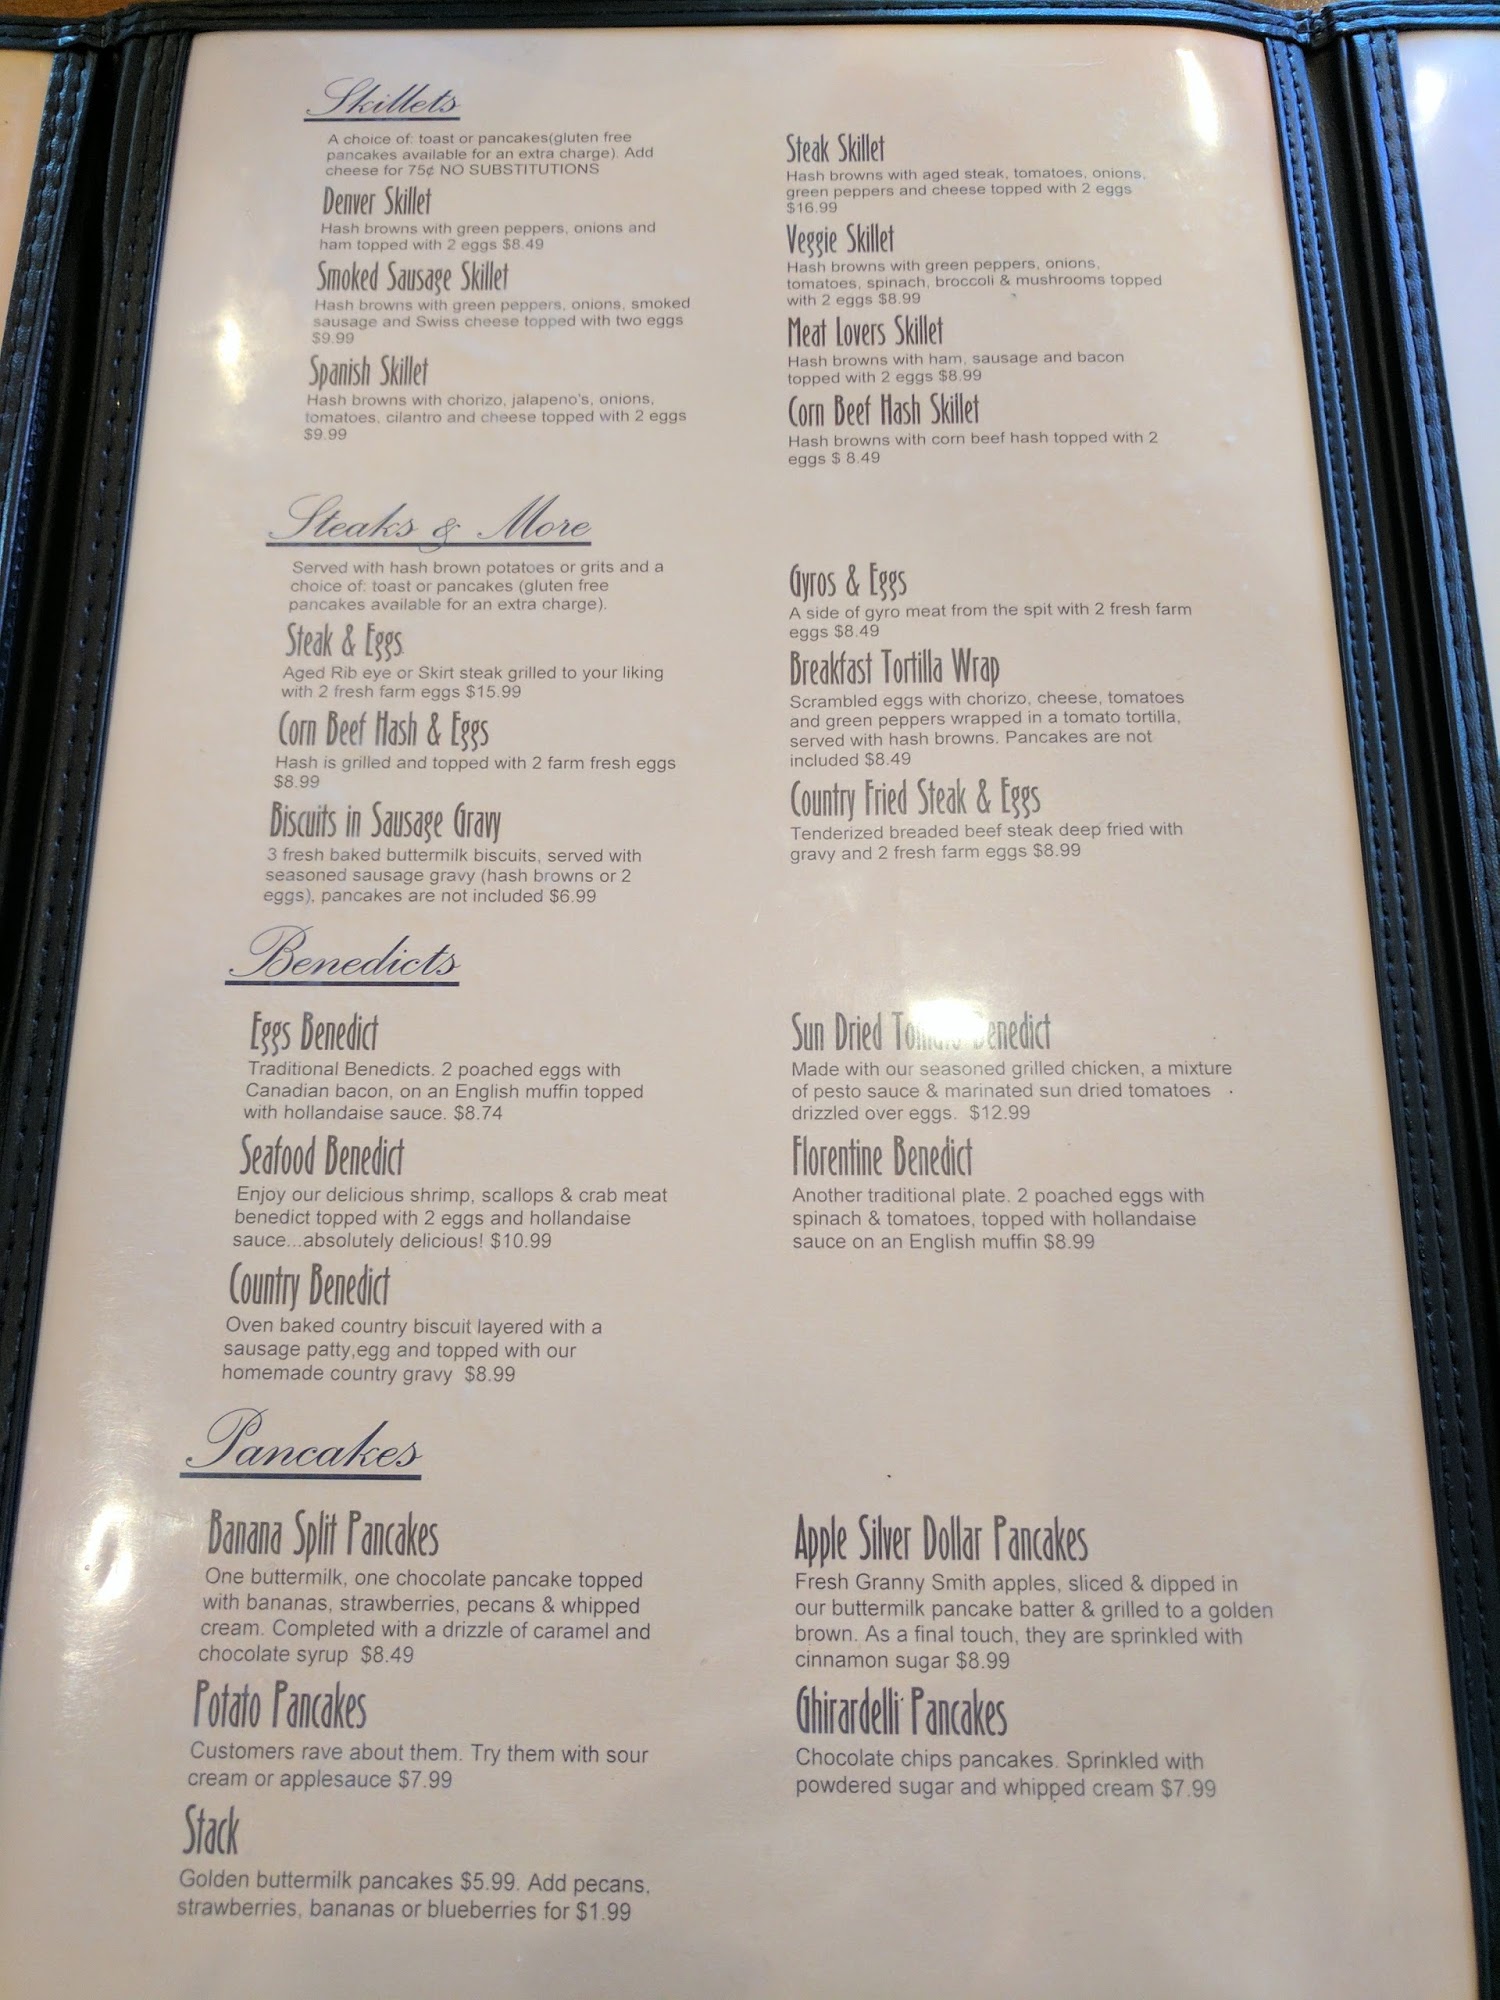 Skillets
A choice of: toast or pancakes(gluten free
pancakes available for an extra charge). Add
cheese for 75¢ NO SUBSTITUTIONS
Denver Skillet
Hash browns with green peppers, onions and
ham topped with 2 eggs $8.49
Smoked Sausage Skillet
Hash browns with green peppers, onions, smoked
sausage and Swiss cheese topped with two eggs
$9.99
Spanish Skillet
Hash browns with chorizo, jalapeno's, onions,
tomatoes, cilantro and cheese topped with 2 eggs
$9.99
Steak Skillet
Hash browns with aged steak, tomatoes, onions,
green peppers and cheese topped with 2 eggs
$16.99
Veggie Skillet
Hash browns with green peppers, onions,
tomatoes, spinach, broccoli & mushrooms topped
with 2 eggs $8.99
Meat Lovers Skillet
Hash browns with ham, sausage and bacon
topped with 2 eggs $8.99
Corn Beef Hash Skillet
Hash browns with corn beef hash topped with 2
eggs $ 8.49
Steaks & More
Served with hash brown potatoes or grits and a
choice of: toast or pancakes (gluten free
pancakes available for an extra charge).
Steak & Eggs
Aged Rib eye or Skirt steak grilled to your liking
with 2 fresh farm eggs $15.99
Corn Beef Hash & Eggs
Hash is grilled and topped with 2 farm fresh eggs
$8.99
Biscuits in Sausage Gravy
3 fresh baked buttermilk biscuits, served with
seasoned sausage gravy (hash browns or 2
eggs), pancakes are not included $6.99
Gyros & Eggs
A side of gyro meat from the spit with 2 fresh farm
eggs $8.49
Breakfast Tortilla Wrap
Scrambled eggs with chorizo, cheese, tomatoes
and green peppers wrapped in a tomato tortilla,
served with hash browns. Pancakes are not
included $8.49
Country Fried Steak & Eggs
Tenderized breaded beef steak deep fried with
gravy and 2 fresh farm eggs $8.99
Benedicts
Eggs Benedict
Traditional Benedicts. 2 poached eggs with
Canadian bacon, on an English muffin topped
with hollandaise sauce. $8.74
Seafood Benedict
Enjoy our delicious shrimp, scallops & crab meat
benedict topped with 2 eggs and hollandaise
sauce...absolutely delicious! $10.99
Country Benedict
Oven baked country biscuit layered with a
sausage patty,egg and topped with our
homemade country gravy $8.99
Sun Dried Tomato Benedict
Made with our seasoned grilled chicken, a mixture
of pesto sauce & marinated sun dried tomatoes
drizzled over eggs. $12.99
Florentine Benedict
Another traditional plate. 2 poached eggs with
spinach & tomatoes, topped with hollandaise
sauce on an English muffin $8.99
Pancakes
Banana Split Pancakes
One buttermilk, one chocolate pancake topped
with bananas, strawberries, pecans & whipped
cream. Completed with a drizzle of caramel and
chocolate syrup $8.49
Potato Pancakes
Customers rave about them. Try them with sour
cream or applesauce $7.99
Stack
Golden buttermilk pancakes $5.99. Add pecans,
strawberries, bananas or blueberries for $1.99
Apple Silver Dollar Pancakes
Fresh Granny Smith apples, sliced & dipped in
our buttermilk pancake batter & grilled to a golden
brown. As a final touch, they are sprinkled with
cinnamon sugar $8.99
Ghirardelli Pancakes
Chocolate chips pancakes. Sprinkled with
powdered sugar and whipped cream $7.99